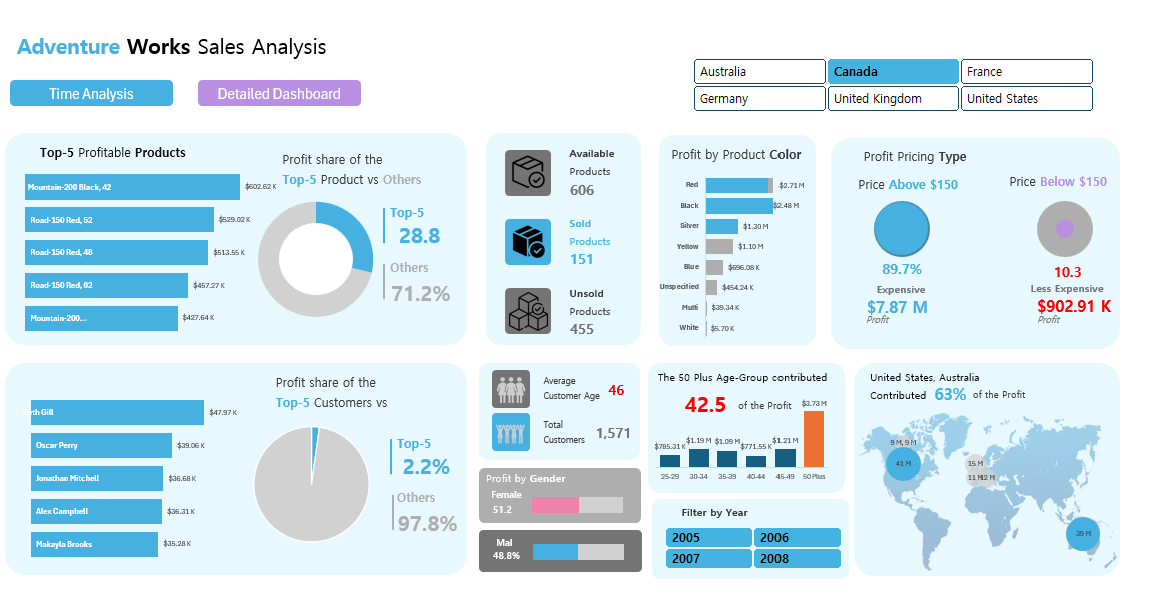 Adventure Works Sales Analysis
Time Analysis
Detailed Dashboard
Australia
Canada
France
Germany
United Kingdom
United States
Top-5 Profitable Products
Mountain-200 Black, 42
$602.62 K
Road-150 Red, 52
$529.02 K
Road-150 Red, 48
$513.55 K
Road-150 Red, 62
$457.27 K
Mountain-200...
$427.64 K
Profit share of the
Top-5 Product vs Others
Top-5
28.8
Others
71.2%
Available
Products
606
Sold
Products
151
Unsold
Products
455
Profit by Product Color
Red
$2.71 M
Black
$2.48 M
Silver
$1.30 M
Yellow
$1.10 M
Blue
$696.08 K
Unspecified
$454.24 K
Multi
$39.34 K
White
$5.70 K
Profit Pricing Type
Price Above $150
89.7%
Expensive
$7.87 M
Profit
Price Below $150
10.3
Less Expensive
$902.91 K
Profit
th Gill
$47.97 K
Oscar Perry
$39.06 K
Jonathan Mitchell
$36.68 K
Alex Campbell
$36.31 K
Makayla Brooks
$35.28 K
Profit share of the
Top-5 Customers vs
Top-5
2.2%
Others
97.8%
Average
Customer Age
46
Total
Customers
1,571
Profit by Gender
Female
51.2
Mal
48.8%
The 50 Plus Age-Group contributed
42.5 of the Profit
$785.31 K
$1.19 M
$1.09 M
$771.55 K
$1.21 M
$3.73 M
25-29
30-34
35-39
40-44
45-49
50 Plus
Filter by Year
2005
2006
2007
2008
United States, Australia
Contributed 63% of the Profit
9 M, 9 M
41 M
15 M
11 M
12 M
39 M